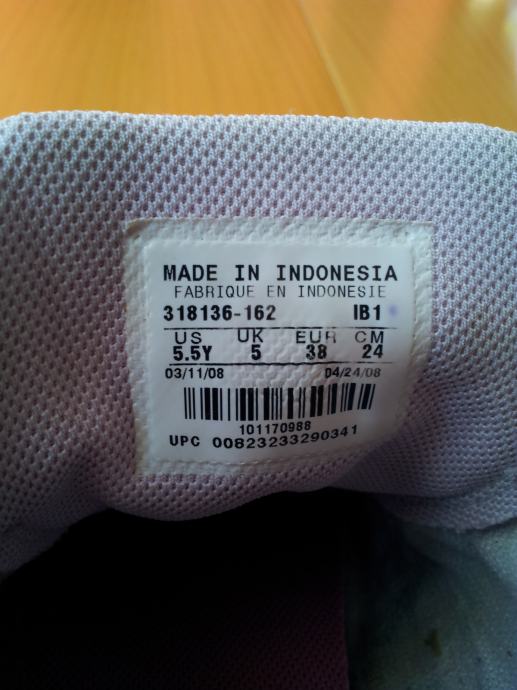 MADE IN INDONESIA
FABRIQUE EN INDONESIE
318136-162 IB1
US UK EUR CM
5.5Y 5 38 24
03/11/08 04/24/08
101170988
UPC 00823233290341